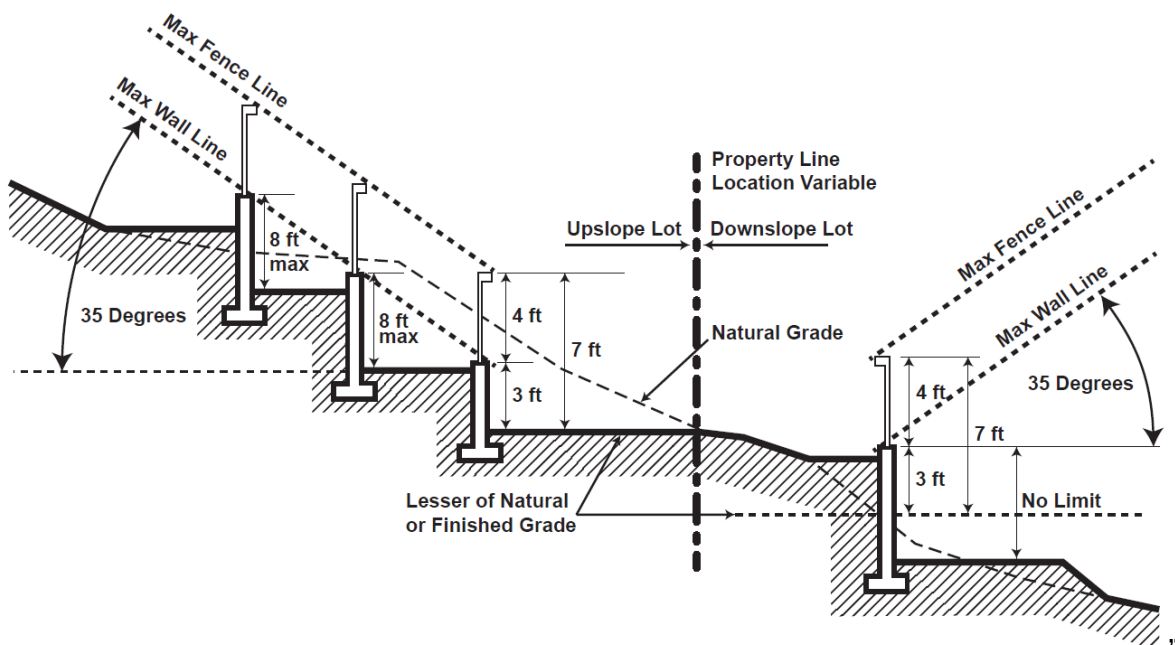 Max Fence Line
Max Wall Line
Property Line
Location Variable
Upslope Lot
Downslope Lot
8 ft
max
35 Degrees
8 ft
max
4 ft
7 ft
3 ft
Natural Grade
Lesser of Natural
or Finished Grade
Max Fence Line
Max Wall Line
35 Degrees
4 ft
7 ft
3 ft
No Limit
”